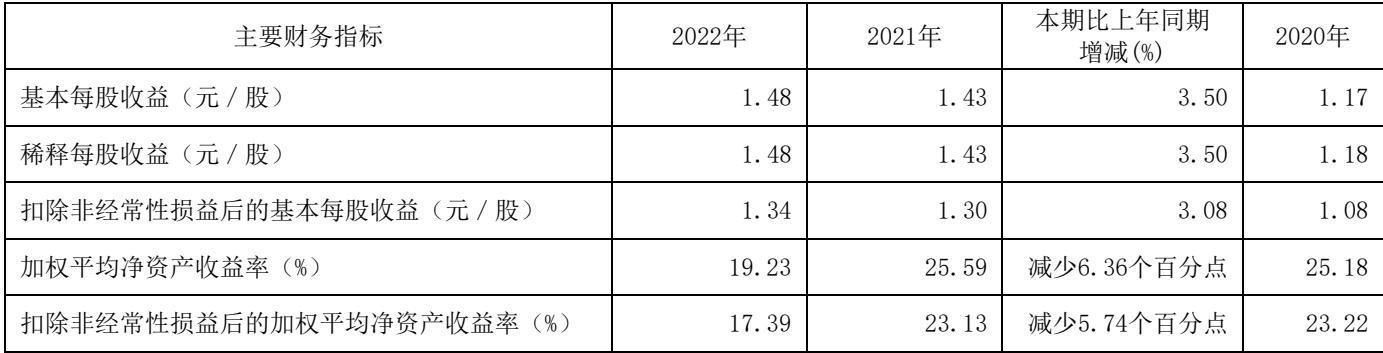 主要财务指标 2022年 2021年 本期比上年同期增减(%) 2020年
基本每股收益（元／股） 1.48 1.43 3.50 1.17
稀释每股收益（元／股） 1.48 1.43 3.50 1.18
扣除非经常性损益后的基本每股收益（元／股） 1.34 1.30 3.08 1.08
加权平均净资产收益率（%） 19.23 25.59 减少6.36个百分点 25.18
扣除非经常性损益后的加权平均净资产收益率（%） 17.39 23.13 减少5.74个百分点 23.22